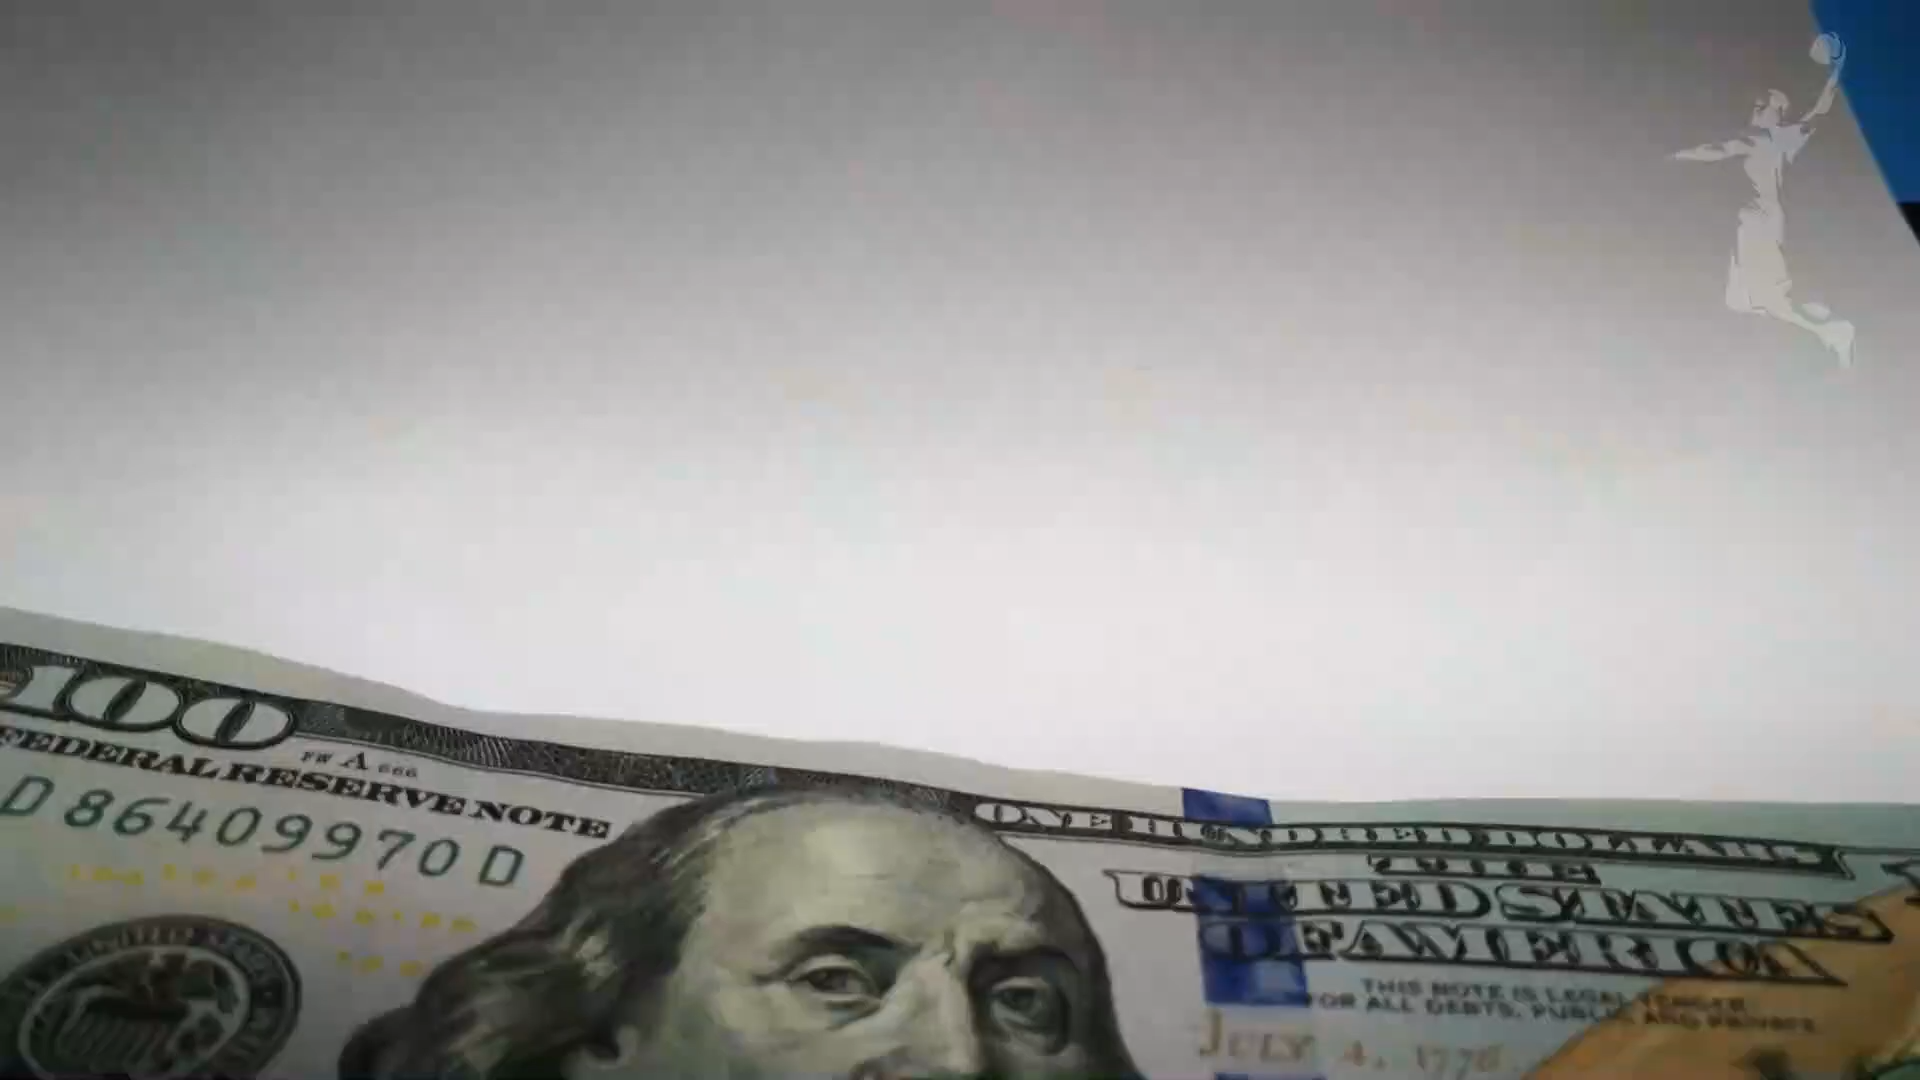 100
FEDERAL RESERVE NOTE
FW A 666
D 86409970 D
ONE HUNDRED DOLLARS
THE
UNITED STATES
OF AMERICA
THIS NOTE IS LEGAL TENDER
FOR ALL DEBTS, PUBLIC AND PRIVATE
JULY 4, 1776